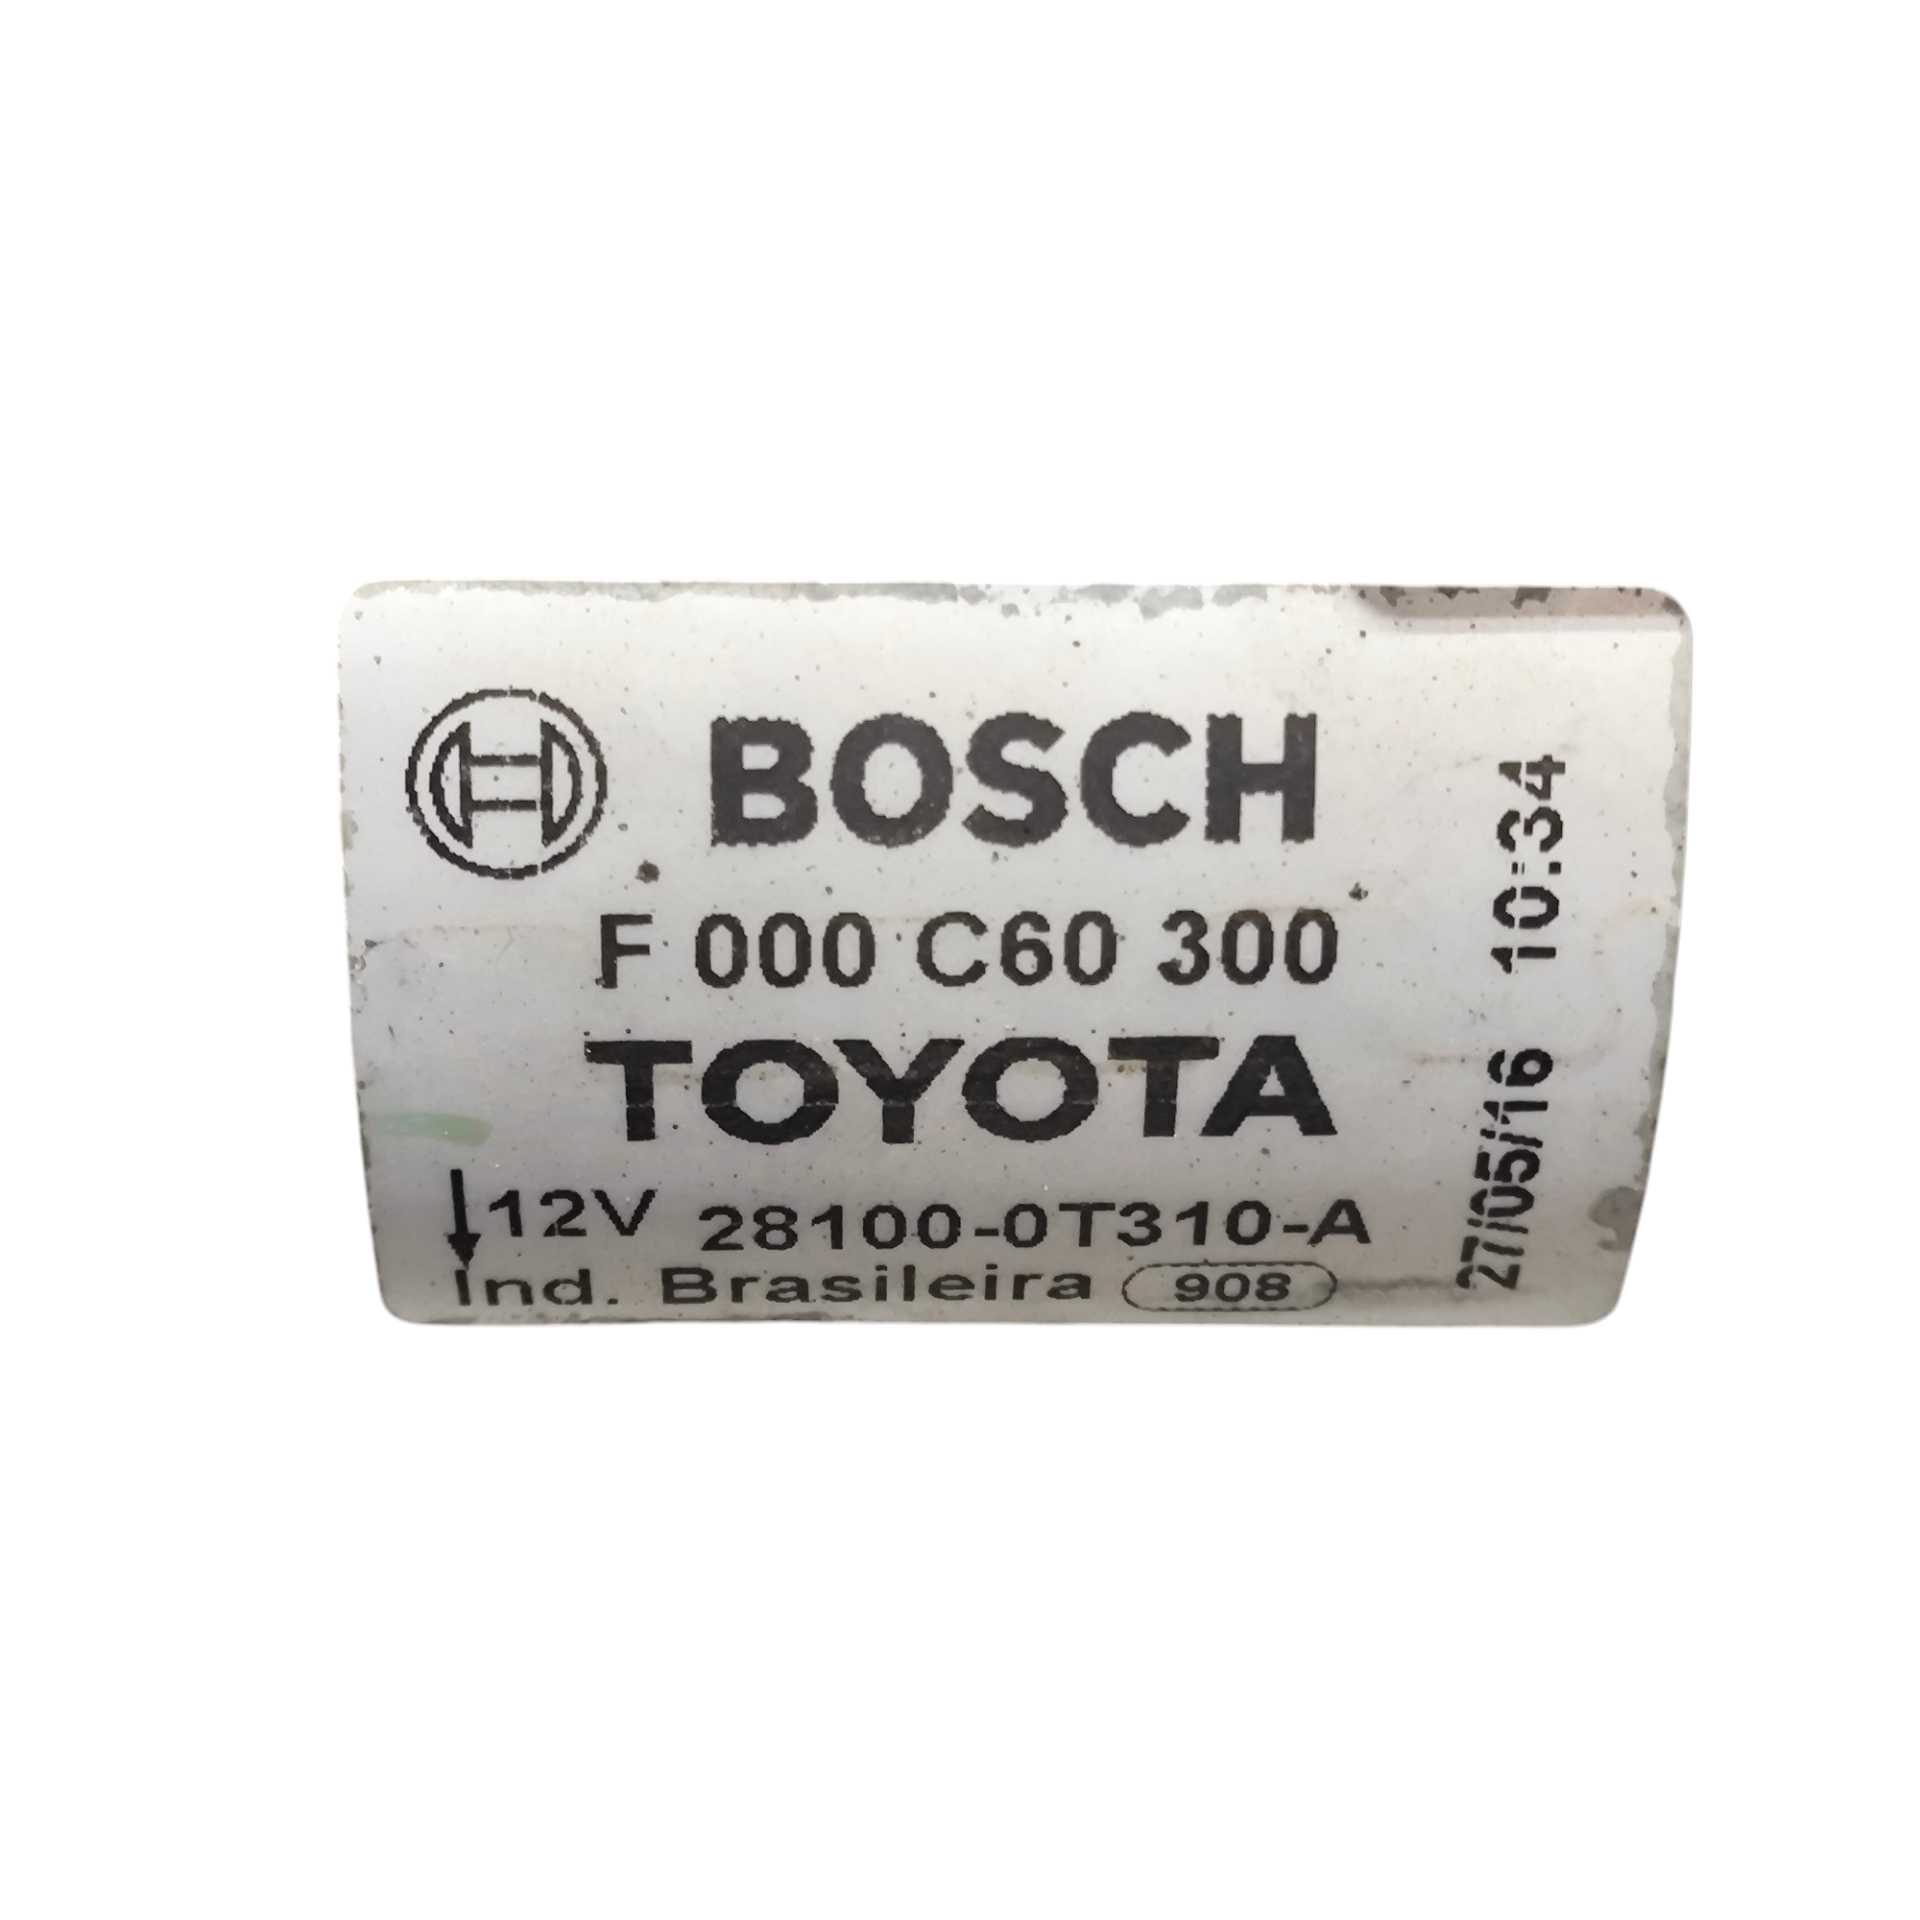 BOSCH
F 000 C60 300
TOYOTA
12V 28100-0T310-A
Ind. Brasileira 908
27/05/16 10:34